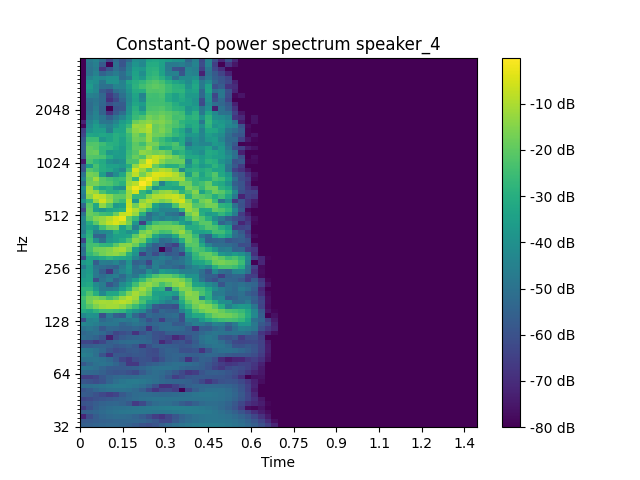 Constant-Q power spectrum speaker_4
Hz
2048
1024
512
256
128
64
32
0 0.15 0.3 0.45 0.6 0.75 0.9 1.1 1.2 1.4
Time
-10 dB
-20 dB
-30 dB
-40 dB
-50 dB
-60 dB
-70 dB
-80 dB